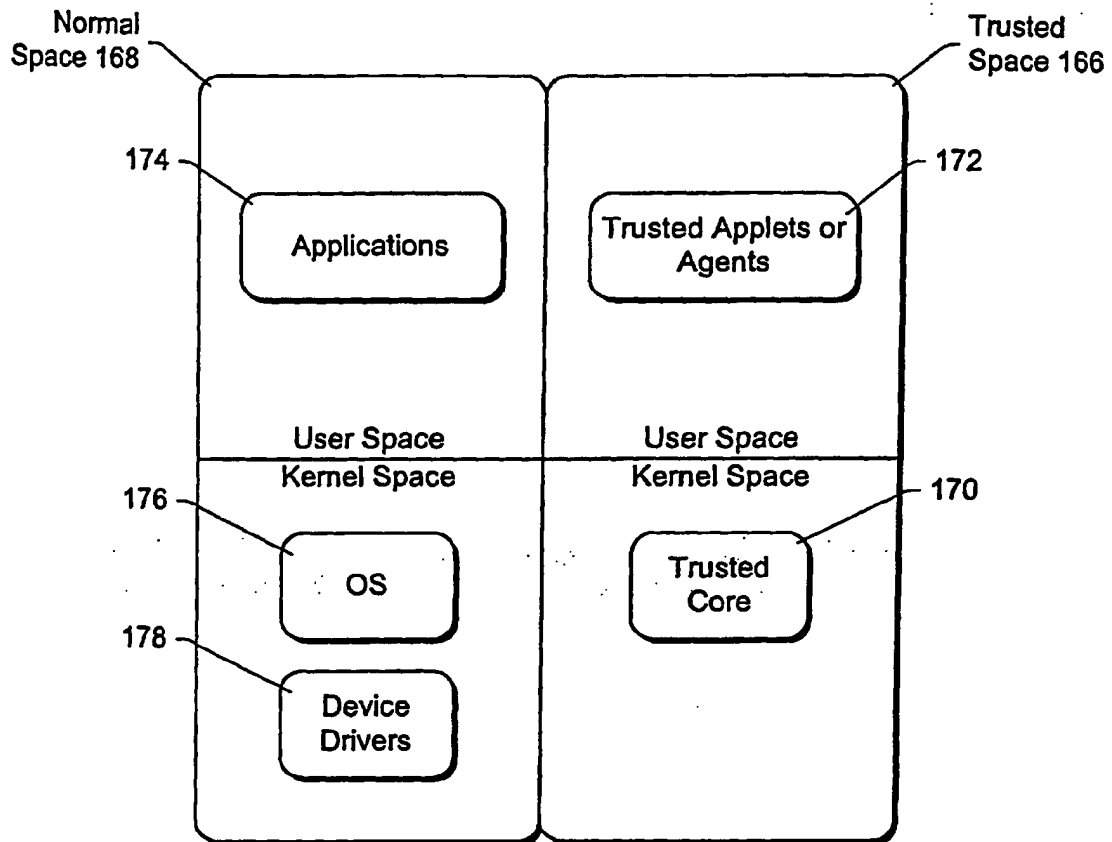 Normal
Space 168
Trusted
Space 166
174
172
Applications
Trusted Applets or
Agents
User Space
User Space
Kernel Space
Kernel Space
176
170
OS
Trusted
Core
178
Device
Drivers